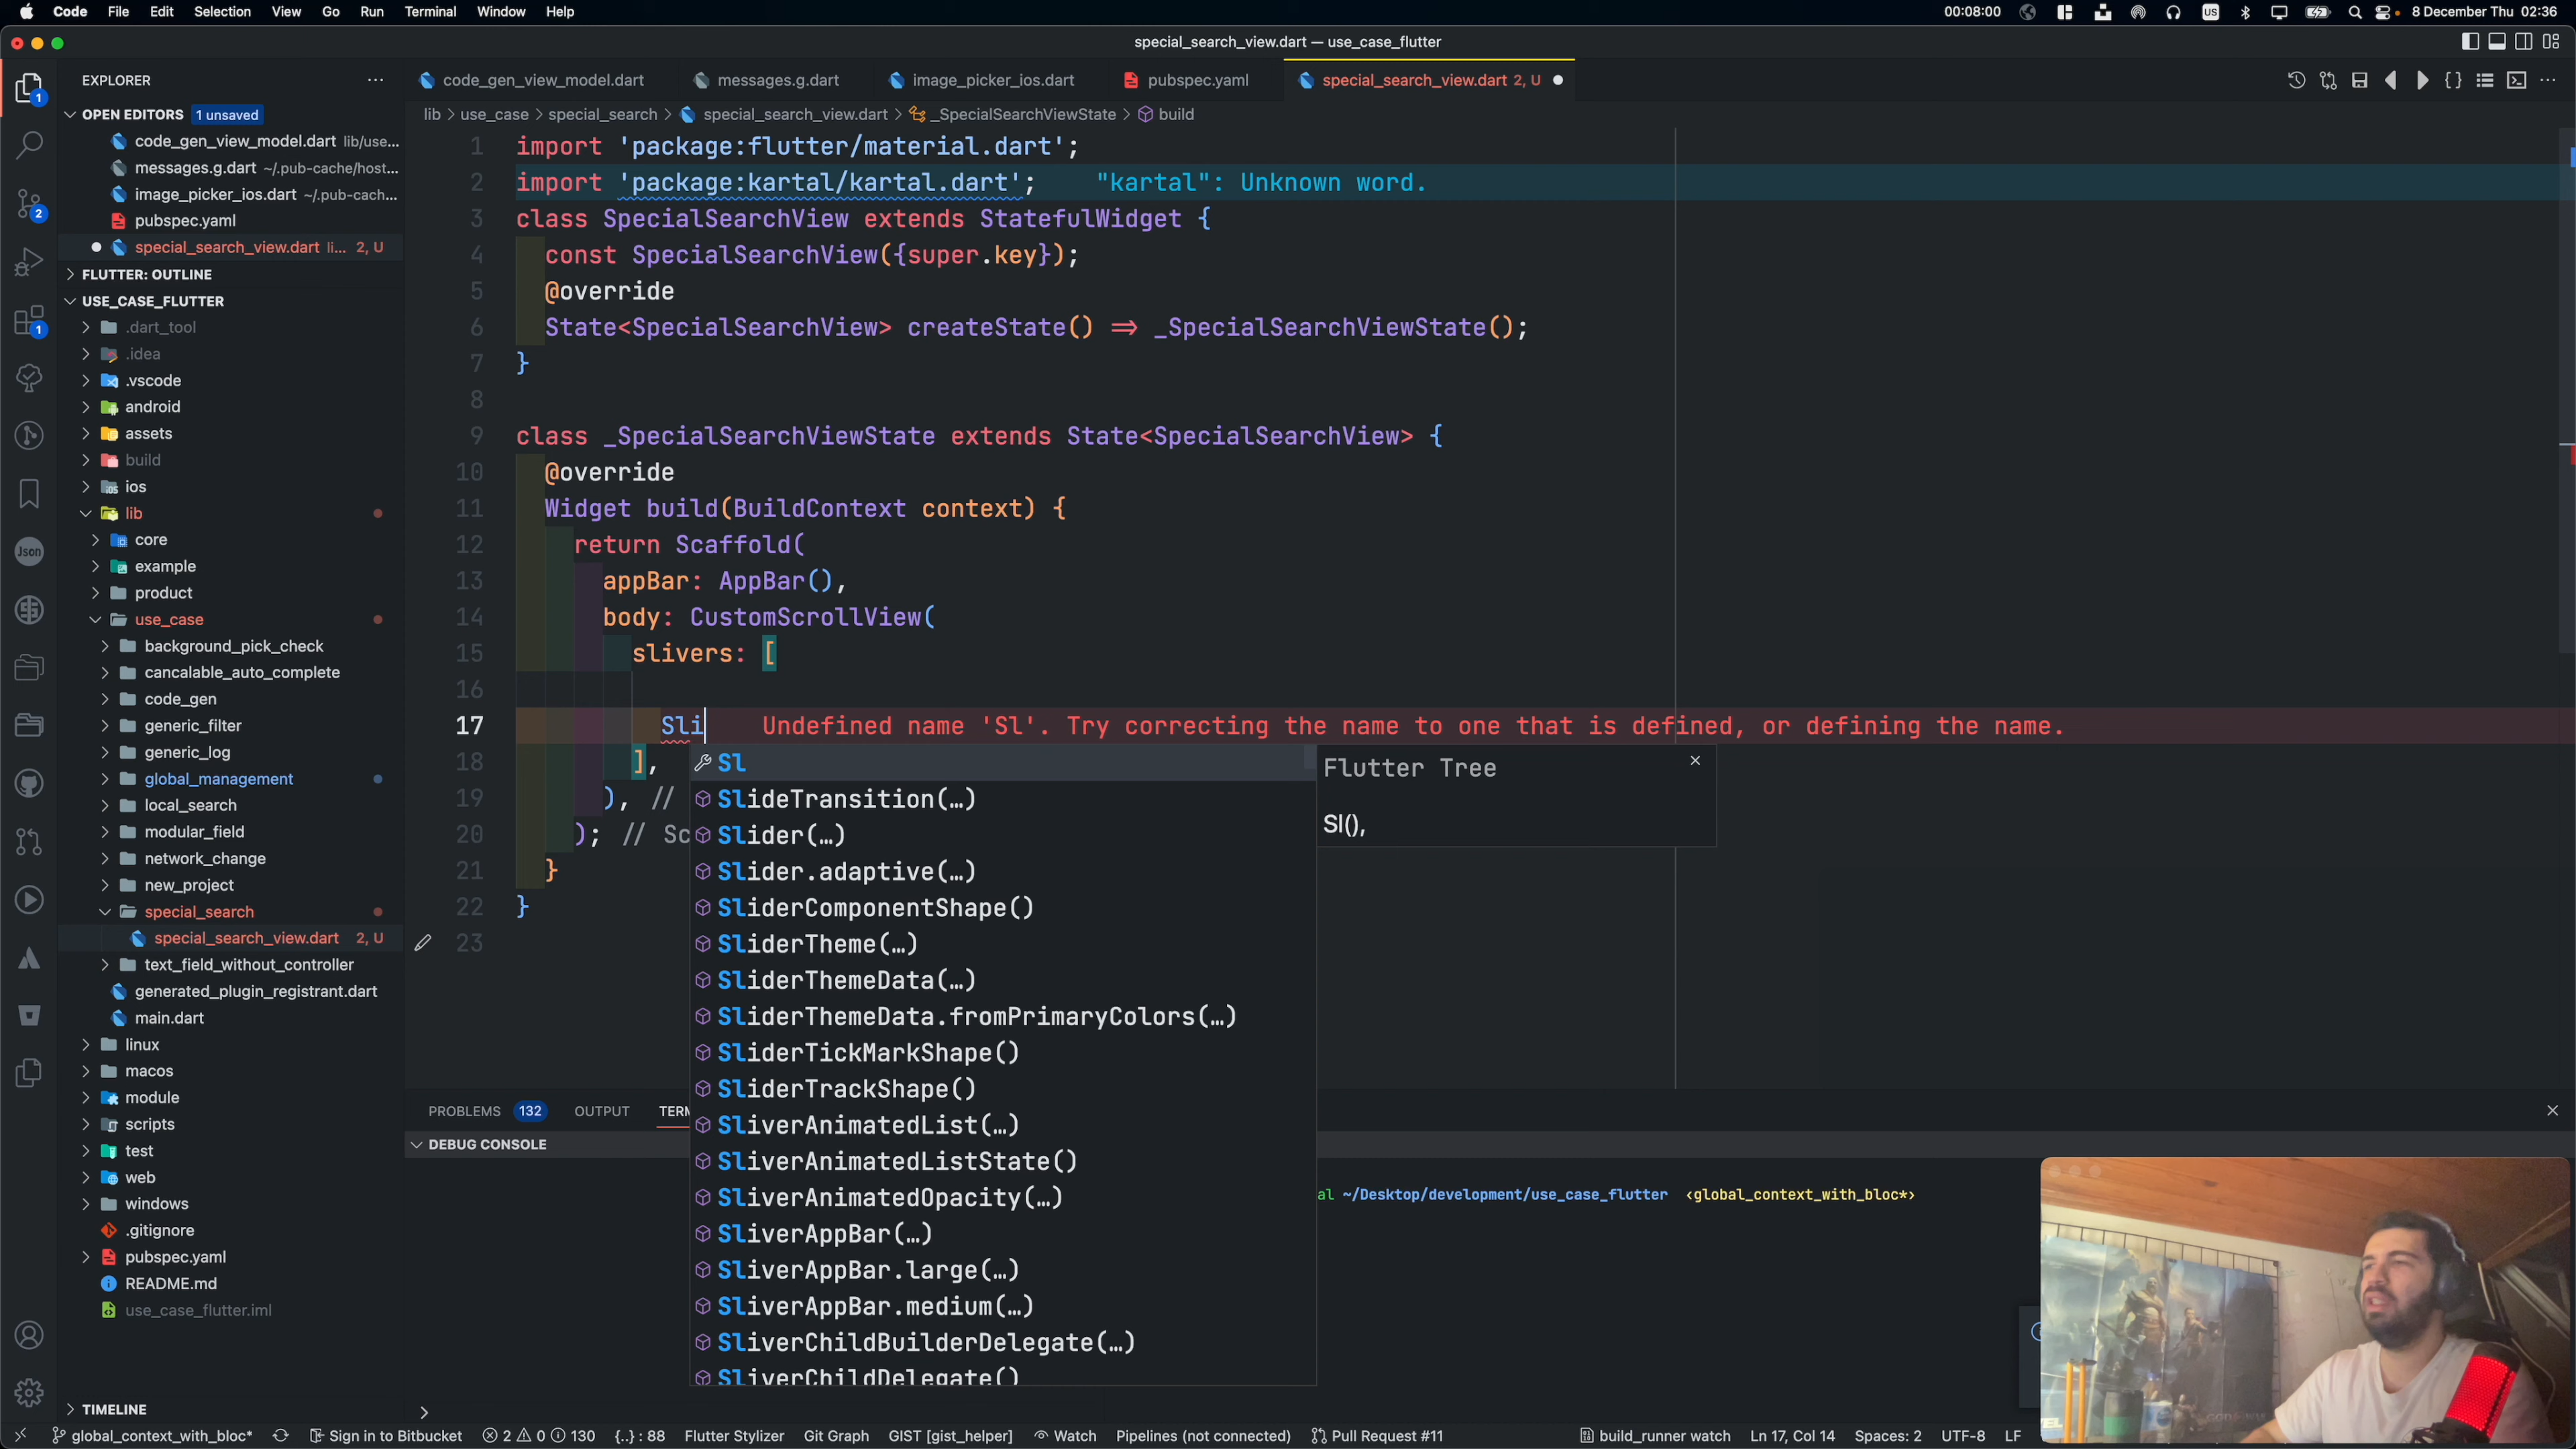 Code File Edit Selection View Go Run Terminal Window Help 00:08:00 US 8 December Thu 02:36
special_search_view.dart — use_case_flutter
EXPLORER
code_gen_view_model.dart messages.g.dart image_picker_ios.dart pubspec.yaml special_search_view.dart 2, U
OPEN EDITORS 1 unsaved
lib > use_case > special_search > special_search_view.dart > _SpecialSearchViewState > build
code_gen_view_model.dart lib/use...
messages.g.dart ~/.pub-cache/host...
image_picker_ios.dart ~/.pub-cach...
pubspec.yaml
special_search_view.dart li... 2, U
FLUTTER: OUTLINE
USE_CASE_FLUTTER
.dart_tool
.idea
.vscode
android
assets
build
ios
lib
core
example
product
use_case
background_pick_check
cancalable_auto_complete
code_gen
generic_filter
generic_log
global_management
local_search
modular_field
network_change
new_project
special_search
special_search_view.dart 2, U
text_field_without_controller
generated_plugin_registrant.dart
main.dart
linux
macos
module
scripts
test
web
windows
.gitignore
pubspec.yaml
README.md
use_case_flutter.iml
TIMELINE
1
2
1
Json
1 import 'package:flutter/material.dart';
2 import 'package:kartal/kartal.dart'; "kartal": Unknown word.
3 class SpecialSearchView extends StatefulWidget {
4 const SpecialSearchView({super.key});
5 @override
6 State<SpecialSearchView> createState() => _SpecialSearchViewState();
7 }
8
9 class _SpecialSearchViewState extends State<SpecialSearchView> {
10 @override
11 Widget build(BuildContext context) {
12 return Scaffold(
13 appBar: AppBar(),
14 body: CustomScrollView(
15 slivers: [
16
17 Sli Undefined name 'Sl'. Try correcting the name to one that is defined, or defining the name.
18 ],
19 ), //
20 ); // Sc
21 }
22 }
23
Sl
SlideTransition(…)
Slider(…)
Slider.adaptive(…)
SliderComponentShape()
SliderTheme(…)
SliderThemeData(…)
SliderThemeData.fromPrimaryColors(…)
SliderTickMarkShape()
SliderTrackShape()
SliverAnimatedList(…)
SliverAnimatedListState()
SliverAnimatedOpacity(…)
SliverAppBar(…)
SliverAppBar.large(…)
SliverAppBar.medium(…)
SliverChildBuilderDelegate(…)
SliverChildDelegate()
Flutter Tree
Sl(),
PROBLEMS 132 OUTPUT TERM
DEBUG CONSOLE
al ~/Desktop/development/use_case_flutter <global_context_with_bloc*>
global_context_with_bloc* Sign in to Bitbucket 2 0 130 {..} : 88 Flutter Stylizer Git Graph GIST [gist_helper] Watch Pipelines (not connected) Pull Request #11 build_runner watch Ln 17, Col 14 Spaces: 2 UTF-8 LF